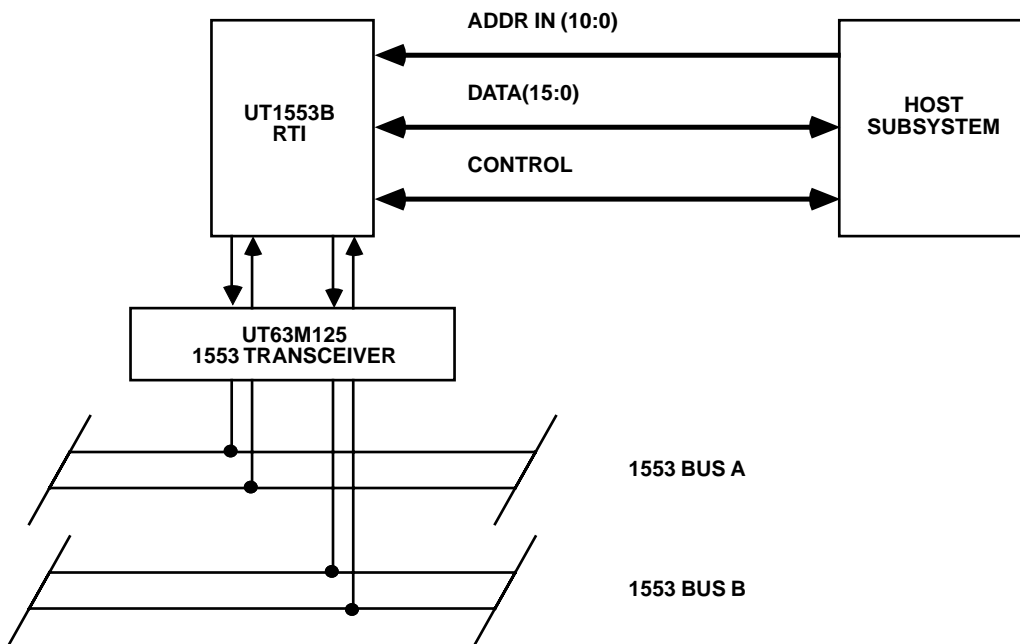 ADDR IN (10:0)
UT1553B
RTI
DATA(15:0)
HOST
SUBSYSTEM
CONTROL
UT63M125
1553 TRANSCEIVER
1553 BUS A
1553 BUS B